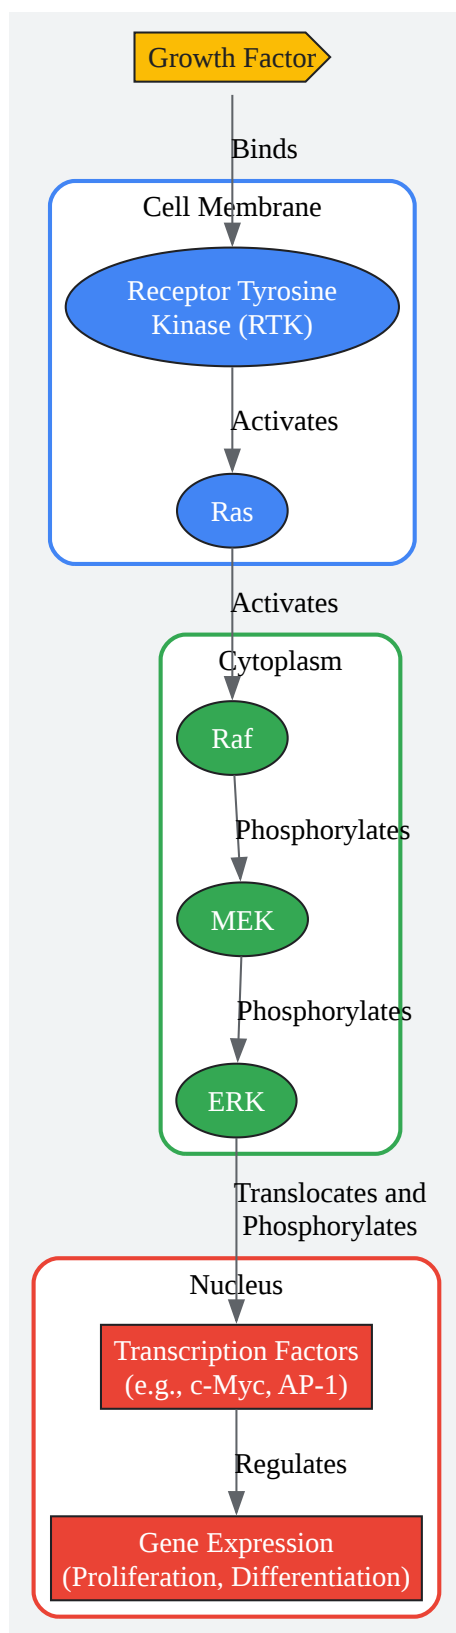 Growth Factor
Binds
Cell Membrane
Receptor Tyrosine
Kinase (RTK)
Activates
Ras
Activates
Cytoplasm
Raf
Phosphorylates
MEK
Phosphorylates
ERK
Translocates and
Phosphorylates
Nucleus
Transcription Factors
(e.g., c-Myc, AP-1)
Regulates
Gene Expression
(Proliferation, Differentiation)